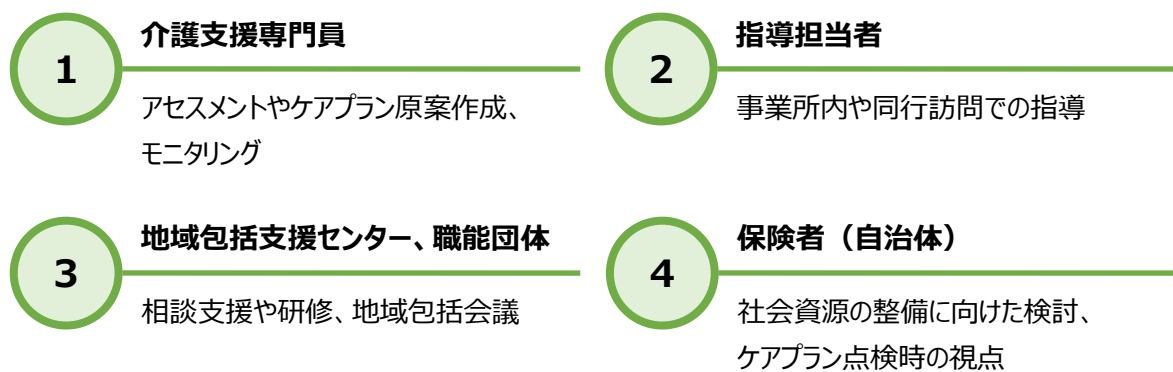 1
介護支援専門員
アセスメントやケアプラン原案作成、
モニタリング
2
指導担当者
事業所内や同行訪問での指導
3
地域包括支援センター、職能団体
相談支援や研修、地域包括会議
4
保険者（自治体）
社会資源の整備に向けた検討、
ケアプラン点検時の視点